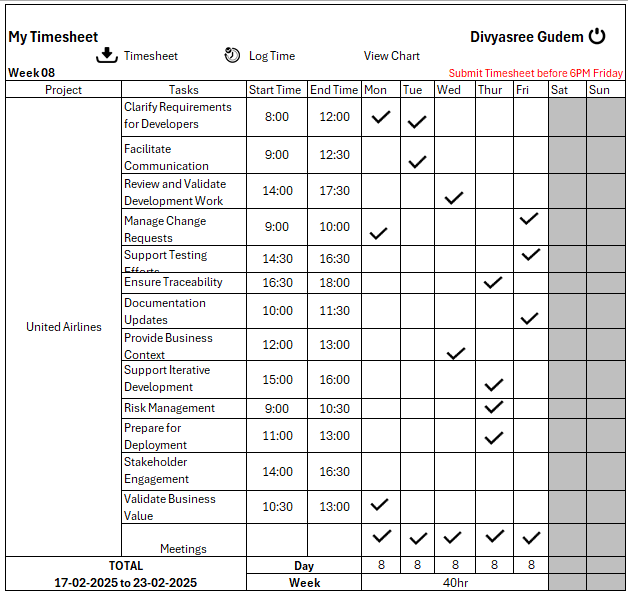 My Timesheet Divyasree Gudem
Timesheet Log Time View Chart
Week 08 Submit Timesheet before 6PM Friday
Project Tasks Start Time End Time Mon Tue Wed Thur Fri Sat Sun
United Airlines
Clarify Requirements
for Developers 8:00 12:00
Facilitate
Communication 9:00 12:30
Review and Validate
Development Work 14:00 17:30
Manage Change
Requests 9:00 10:00
Support Testing
Efforts 14:30 16:30
Ensure Traceability 16:30 18:00
Documentation
Updates 10:00 11:30
Provide Business
Context 12:00 13:00
Support Iterative
Development 15:00 16:00
Risk Management 9:00 10:30
Prepare for
Deployment 11:00 13:00
Stakeholder
Engagement 14:00 16:30
Validate Business
Value 10:30 13:00
Meetings
TOTAL Day 8 8 8 8 8
17-02-2025 to 23-02-2025 Week 40hr